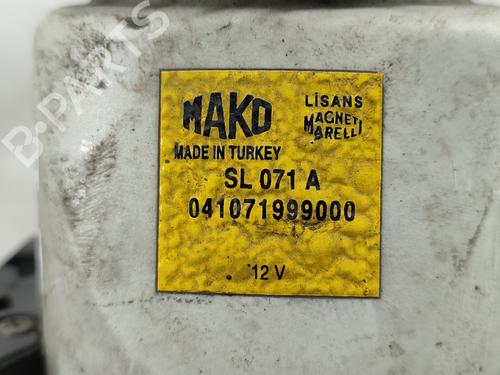 B-PARTS
MAKO
LİSANS
MAGNETI
MARELLI
MADE IN TURKEY
SL 071 A
041071999000
12 V